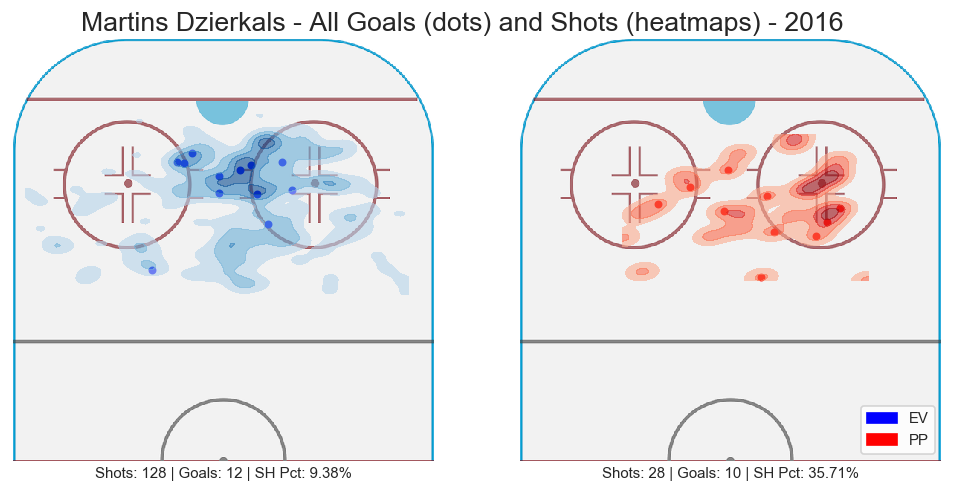 Martins Dzierkals - All Goals (dots) and Shots (heatmaps) - 2016
EV
PP
Shots: 128 | Goals: 12 | SH Pct: 9.38%
Shots: 28 | Goals: 10 | SH Pct: 35.71%